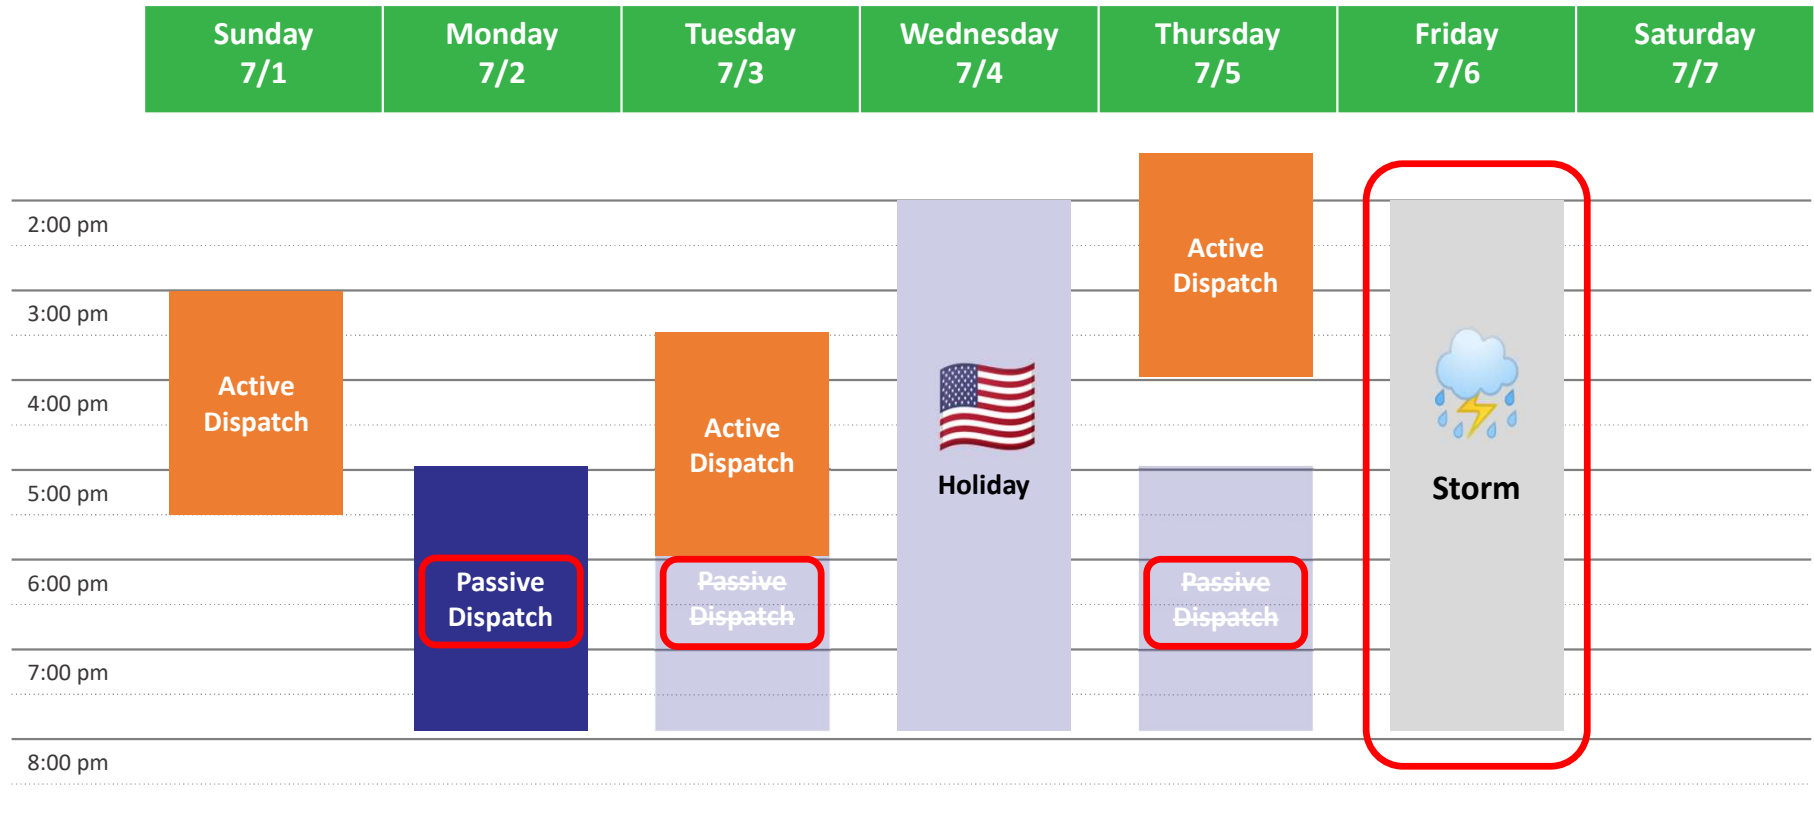 Sunday
7/1
Monday
7/2
Tuesday
7/3
Wednesday
7/4
Thursday
7/5
Friday
7/6
Saturday
7/7
2:00 pm
3:00 pm
4:00 pm
5:00 pm
6:00 pm
7:00 pm
8:00 pm
Active
Dispatch
Passive
Dispatch
Active
Dispatch
Passive
Dispatch
Holiday
Active
Dispatch
Passive
Dispatch
Storm